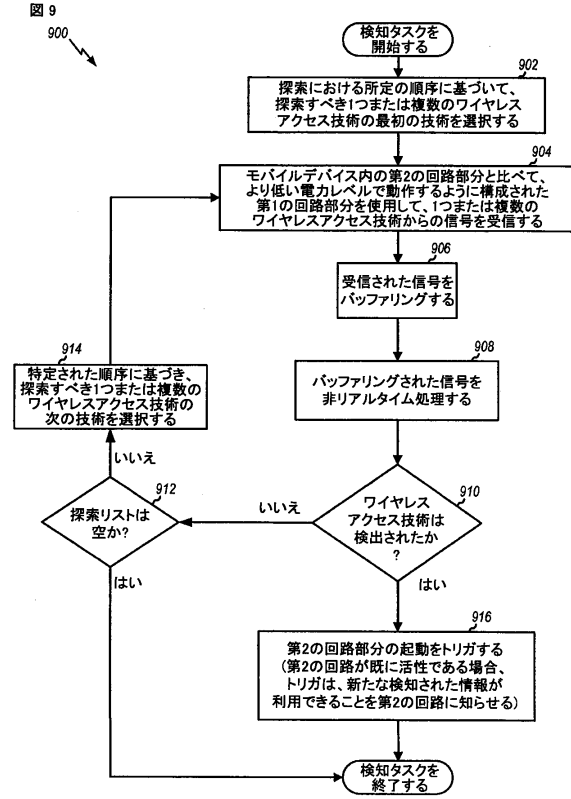 図 9
900
検知タスクを
開始する
902
探索における所定の順序に基づいて、
探索すべき1つまたは複数のワイヤレス
アクセス技術の最初の技術を選択する
904
モバイルデバイス内の第2の回路部分と比べて、
より低い電力レベルで動作するように構成された
第1の回路部分を使用して、1つまたは複数の
ワイヤレスアクセス技術からの信号を受信する
906
受信された信号を
バッファリングする
908
バッファリングされた信号を
非リアルタイム処理する
914
特定された順序に基づき、
探索すべき1つまたは複数の
ワイヤレスアクセス技術の
次の技術を選択する
いいえ
912
探索リストは
空か?
はい
いいえ
910
ワイヤレス
アクセス技術は
検出されたか
?
はい
916
第2の回路部分の起動をトリガする
(第2の回路が既に活性である場合、
トリガは、新たな検知された情報が
利用できることを第2の回路に知らせる)
検知タスクを
終了する